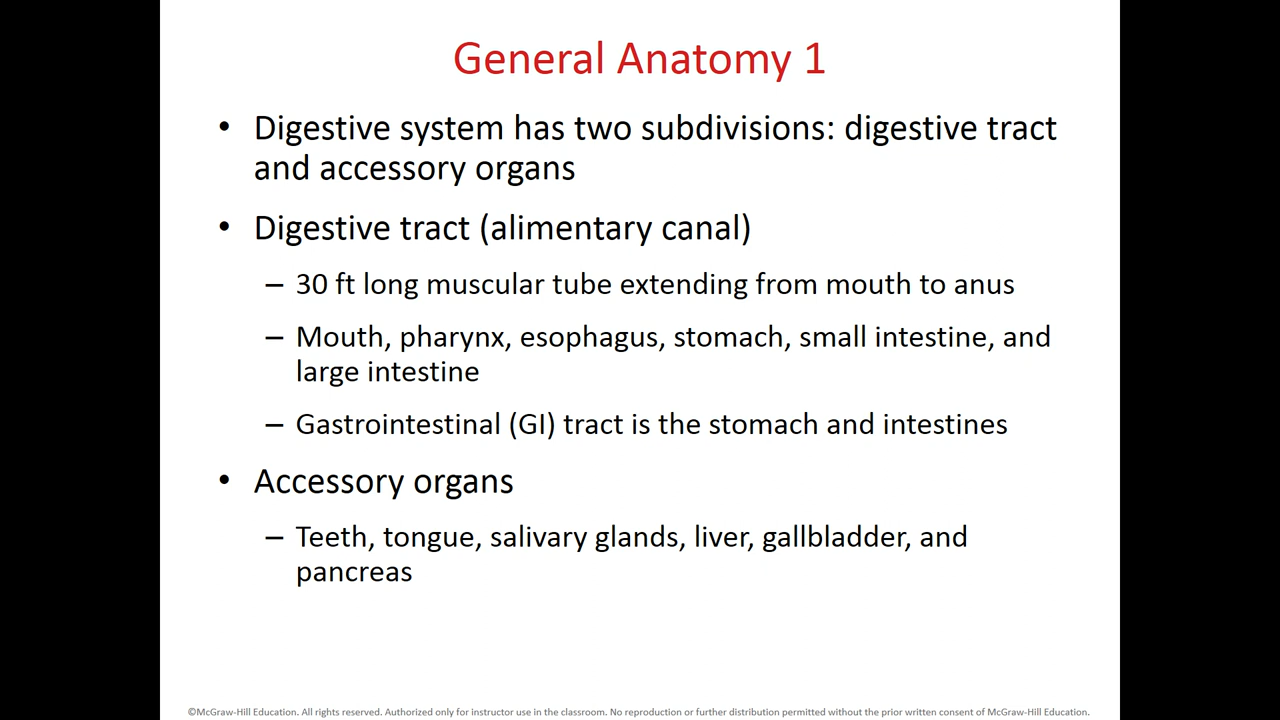 General Anatomy 1
• Digestive system has two subdivisions: digestive tract
and accessory organs
• Digestive tract (alimentary canal)
– 30 ft long muscular tube extending from mouth to anus
– Mouth, pharynx, esophagus, stomach, small intestine, and
large intestine
– Gastrointestinal (GI) tract is the stomach and intestines
• Accessory organs
– Teeth, tongue, salivary glands, liver, gallbladder, and
pancreas
©McGraw-Hill Education. All rights reserved. Authorized only for instructor use in the classroom. No reproduction or further distribution permitted without the prior written consent of McGraw-Hill Education.